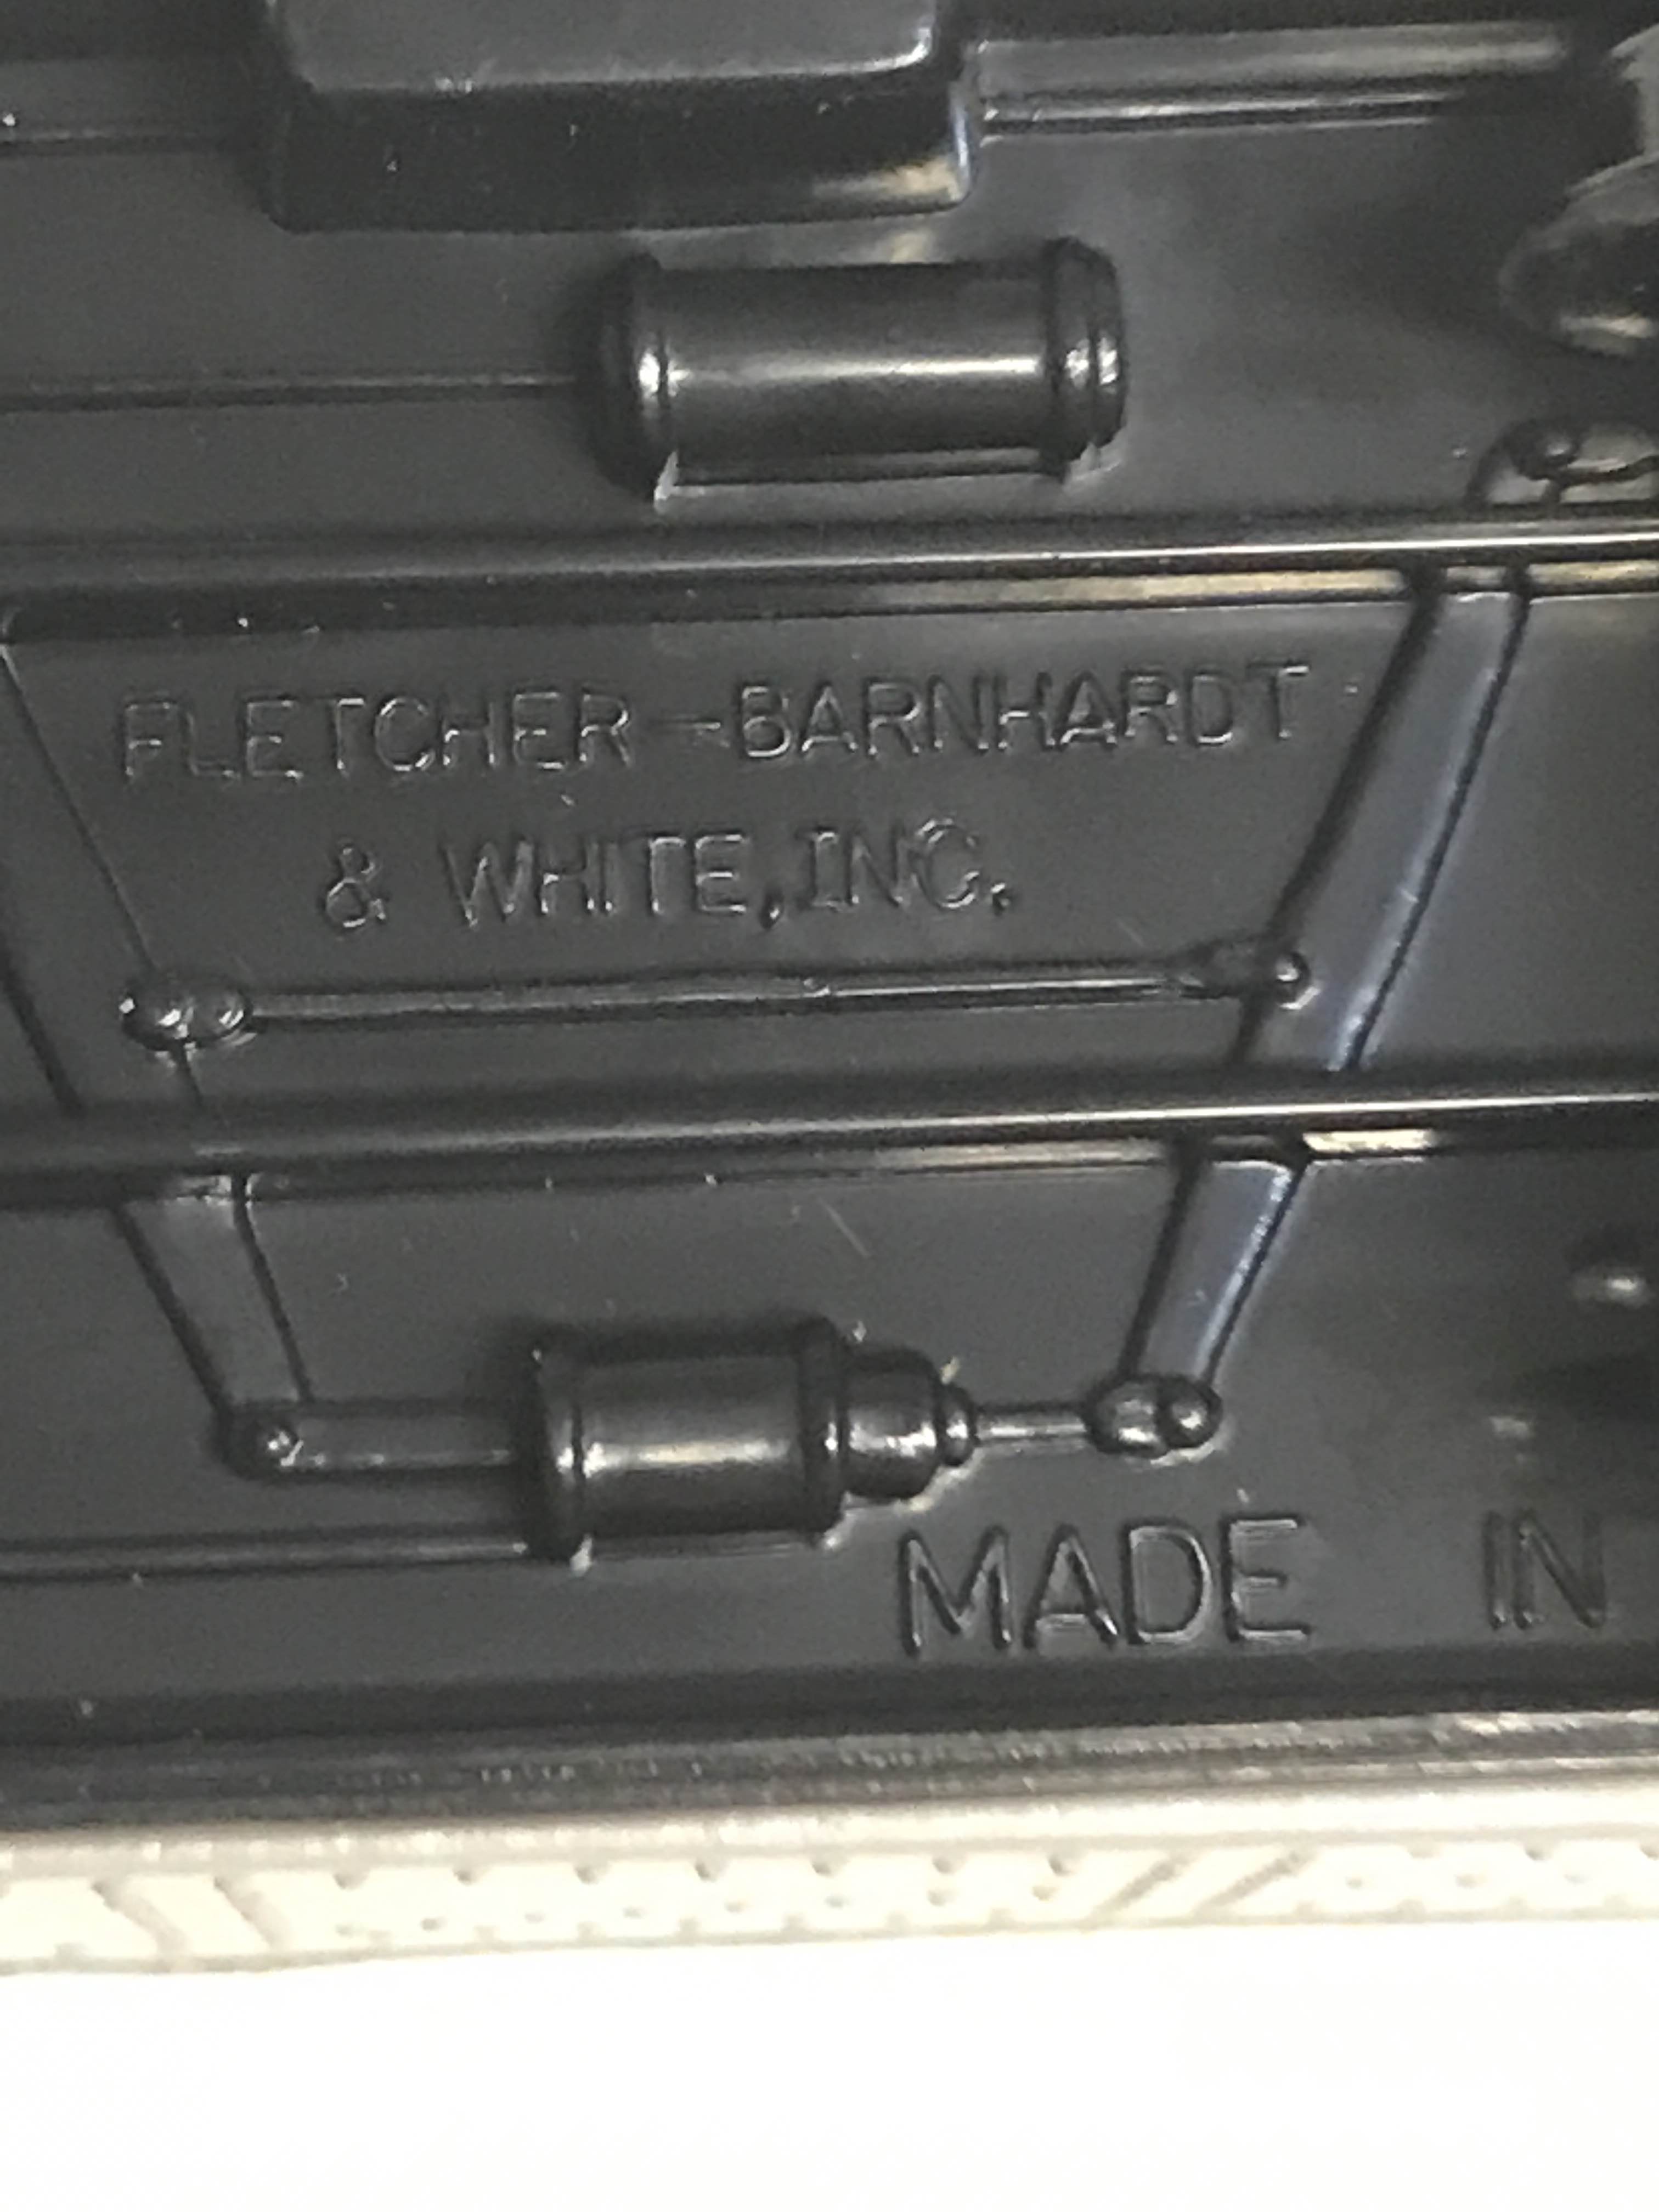 FLETCHER-BARNHARDT
& WHITE, INC.
MADE IN